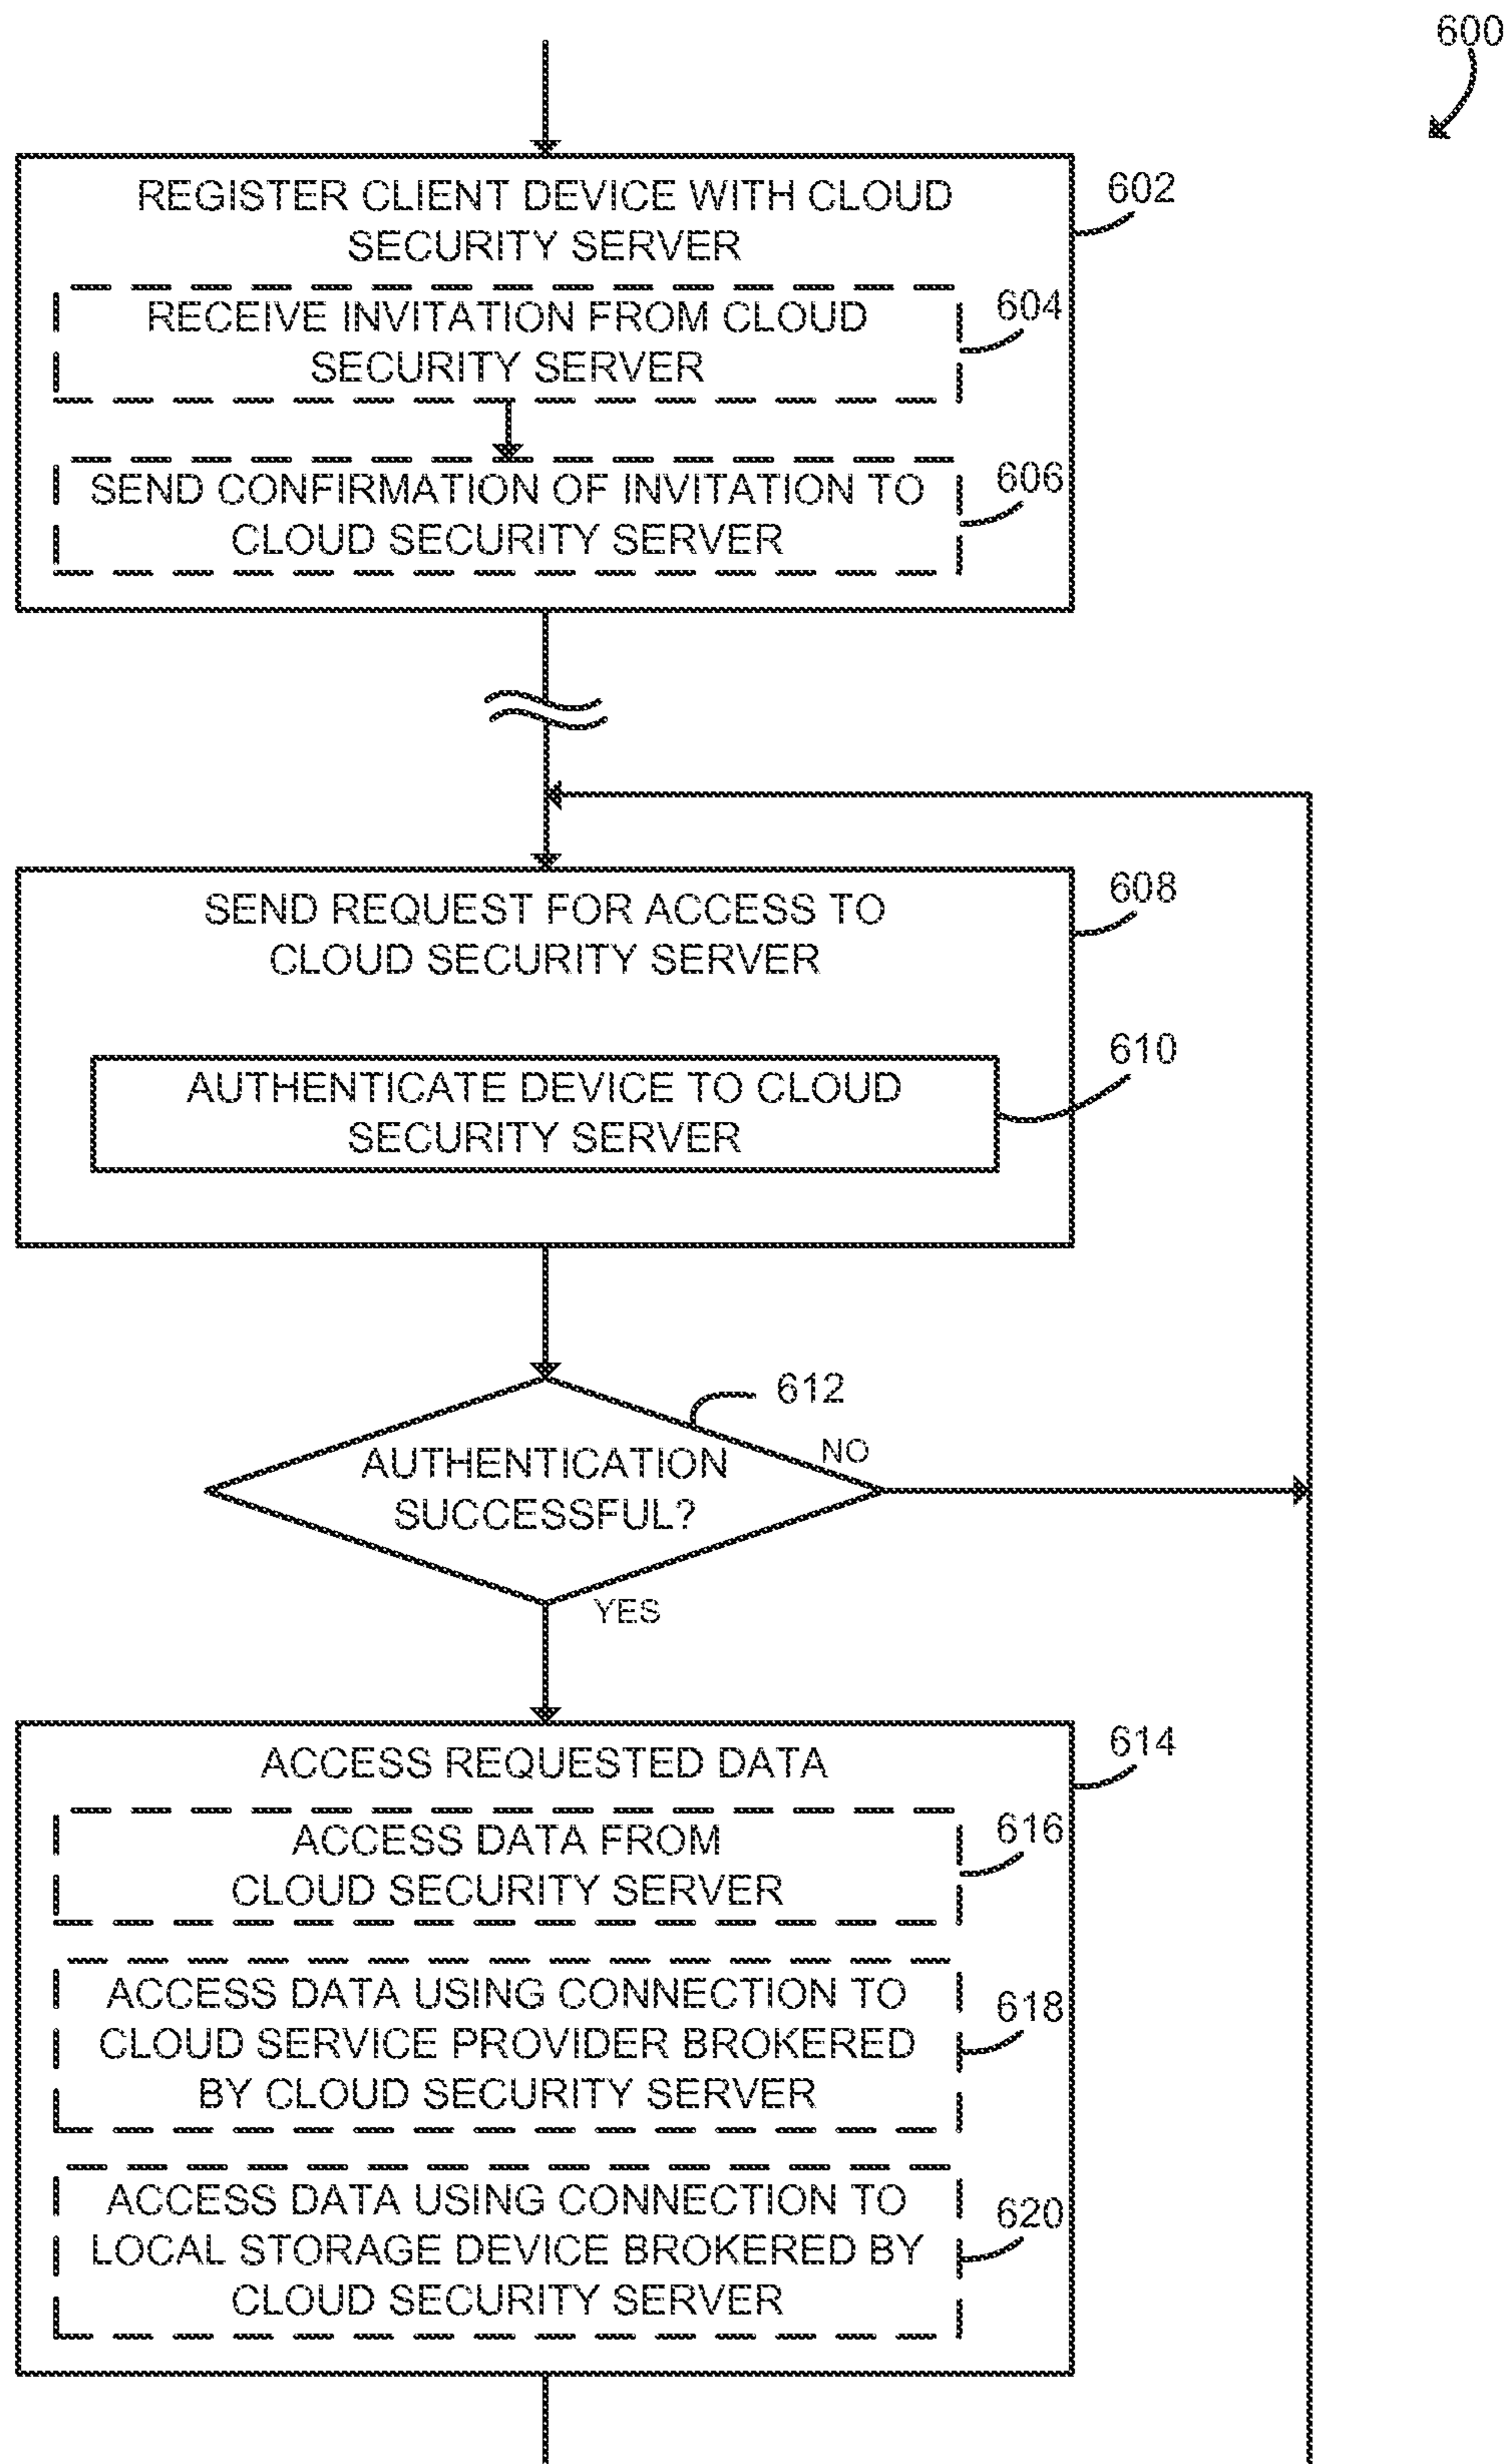 600
REGISTER CLIENT DEVICE WITH CLOUD
SECURITY SERVER
602
RECEIVE INVITATION FROM CLOUD
SECURITY SERVER
604
SEND CONFIRMATION OF INVITATION TO
CLOUD SECURITY SERVER
606
SEND REQUEST FOR ACCESS TO
CLOUD SECURITY SERVER
608
AUTHENTICATE DEVICE TO CLOUD
SECURITY SERVER
610
612
AUTHENTICATION
SUCCESSFUL?
NO
YES
ACCESS REQUESTED DATA
614
ACCESS DATA FROM
CLOUD SECURITY SERVER
616
ACCESS DATA USING CONNECTION TO
CLOUD SERVICE PROVIDER BROKERED
BY CLOUD SECURITY SERVER
618
ACCESS DATA USING CONNECTION TO
LOCAL STORAGE DEVICE BROKERED BY
CLOUD SECURITY SERVER
620